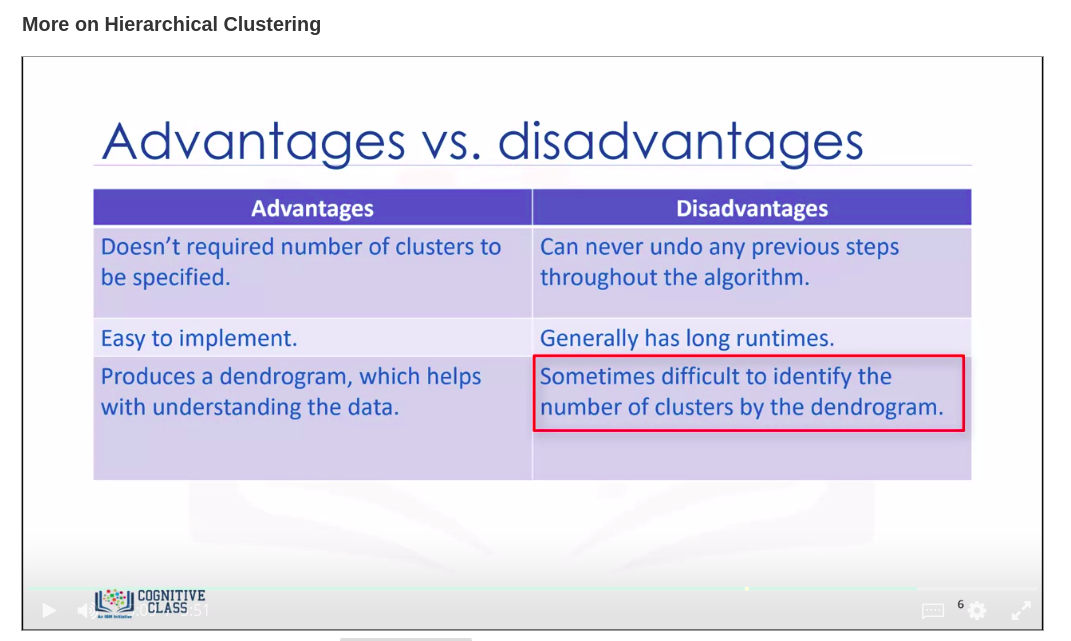 More on Hierarchical Clustering
Advantages vs. disadvantages
Advantages
Disadvantages
Doesn't required number of clusters to
be specified.
Can never undo any previous steps
throughout the algorithm.
Easy to implement.
Generally has long runtimes.
Produces a dendrogram, which helps
with understanding the data.
Sometimes difficult to identify the
number of clusters by the dendrogram.
COGNITIVE
CLASS
An IBM Initiative
6